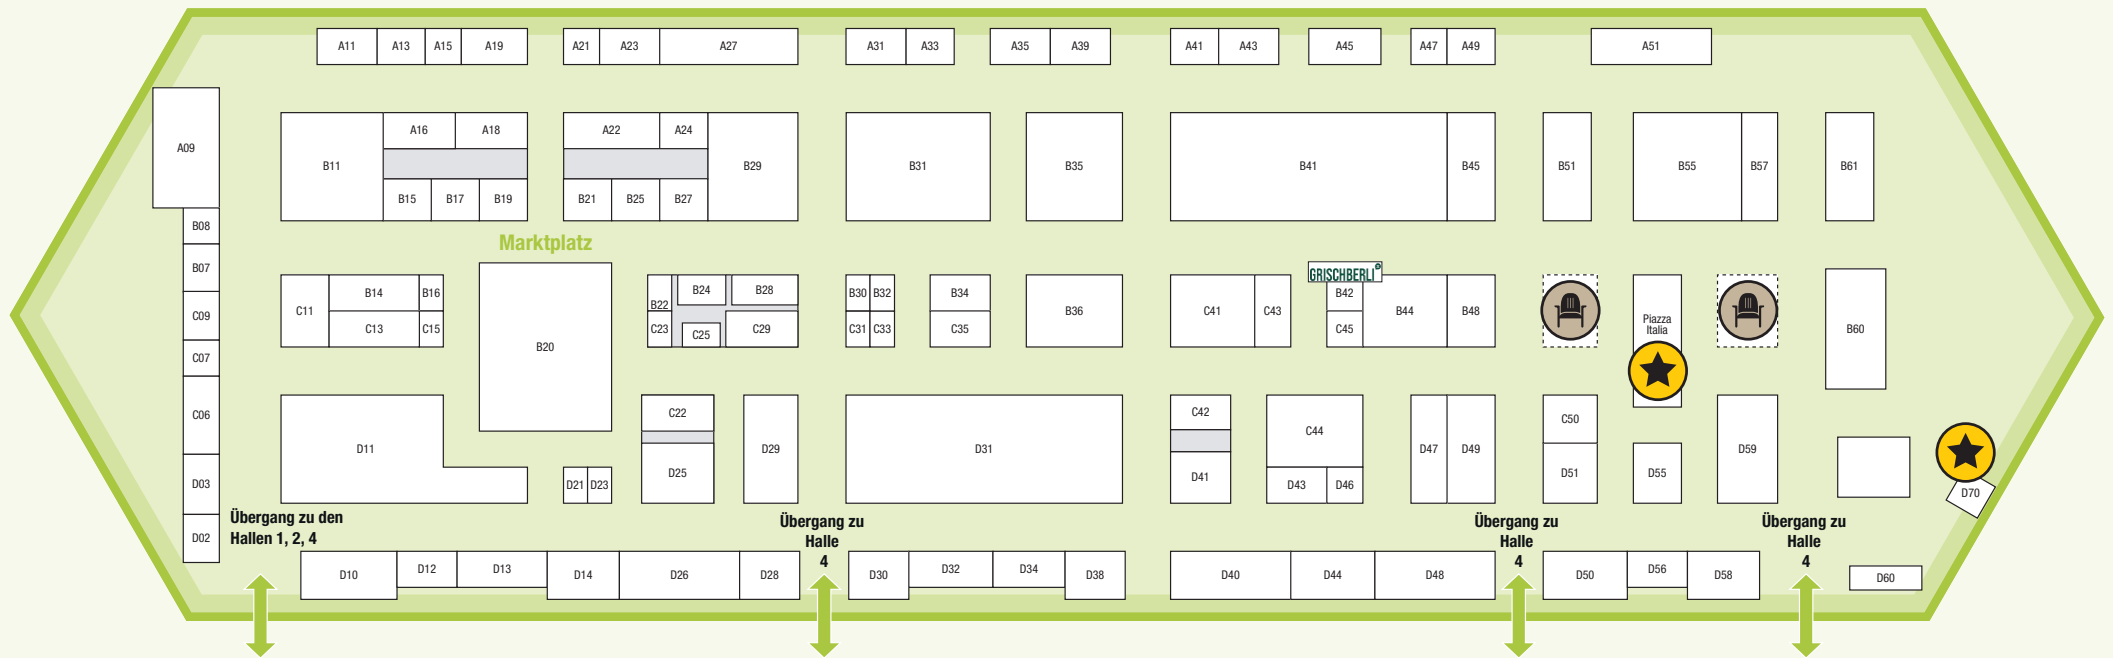 A11 A13 A15 A19 A21 A23 A27 A31 A33 A35 A39 A41 A43 A45 A47 A49 A51
A09
A16 A18 A22 A24
B11 B29 B31 B35 B41 B45 B51 B55 B57 B61
B15 B17 B19 B21 B25 B27
B08
Marktplatz
B07
GRISCHBERLI
B14 B16 B22 B24 B28 B30 B32 B34 B42
C11 B36 C41 C43 B44 B48
C09
C13 C15 C23 C25 C29 C31 C33 C35 C45
Piazza
Italia
B20
B60
C07
C06
C22 C42 C44 C50
D11 D29 D31 D47 D49 D59
D03
D21 D23 D25 D41 D43 D46 D51 D55
D70
Übergang zu den
Hallen 1, 2, 4
Übergang zu
Halle
4
Übergang zu
Halle
4
Übergang zu
Halle
4
D02
D10 D12 D13 D14 D26 D28 D30 D32 D34 D38 D40 D44 D48 D50 D56 D58 D60